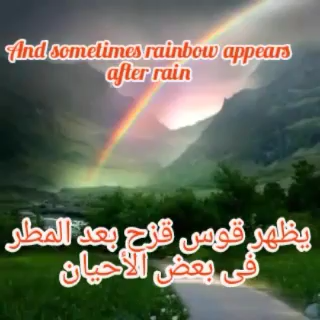 And sometimes rainbow appears
after rain
يظهر قوس قزح بعد المطر
فى بعض الأحيان